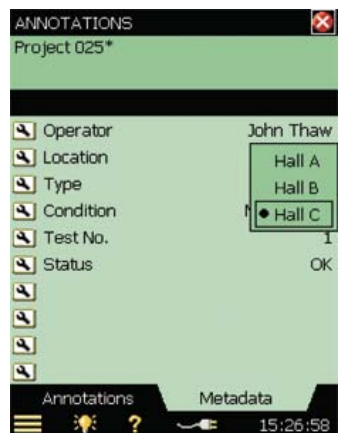 ANNOTATIONS
Project 025*
Operator John Thaw
Location Hall A
Type Hall B
Condition Hall C
Test No. 1
Status OK
Annotations Metadata
? 15:26:58